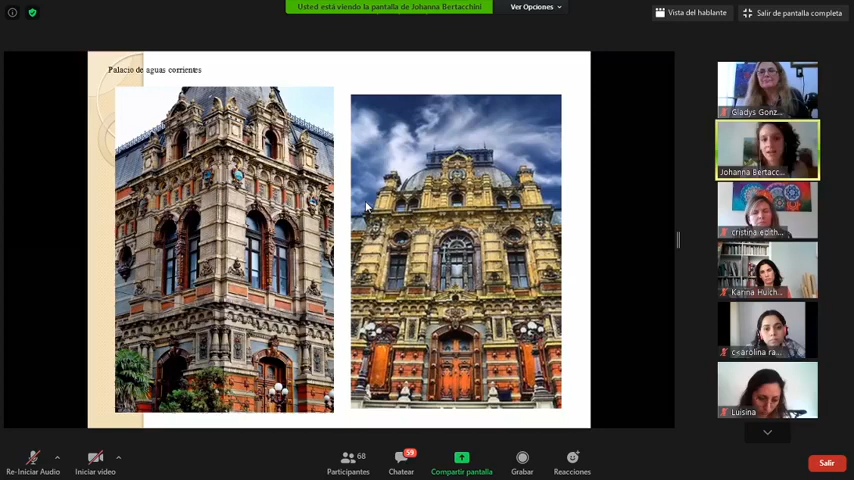 Usted está viendo la pantalla de Johanna Bertacchini
Ver Opciones
Vista del hablante
Salir de pantalla completa
Palacio de aguas corrientes
Gladys Gonz...
Johanna Bertacc...
cristina edith...
Karina Hulch...
carolina ra...
Luisina
Re-Iniciar Audio
Iniciar video
68
Participantes
59
Chatear
Compartir pantalla
Grabar
Reacciones
Salir